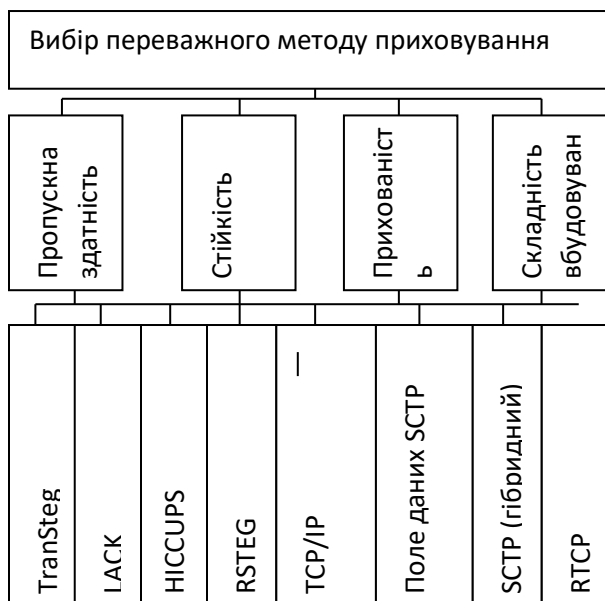 Вибір переважного методу приховування
Пропускна
здатність
Стійкість
Прихованіст
ь
Складність
вбудовуван
TranSteg
LACK
HICCUPS
RSTEG
TCP/IP
Поле даних SCTP
SCTP (гібридний)
RTCP